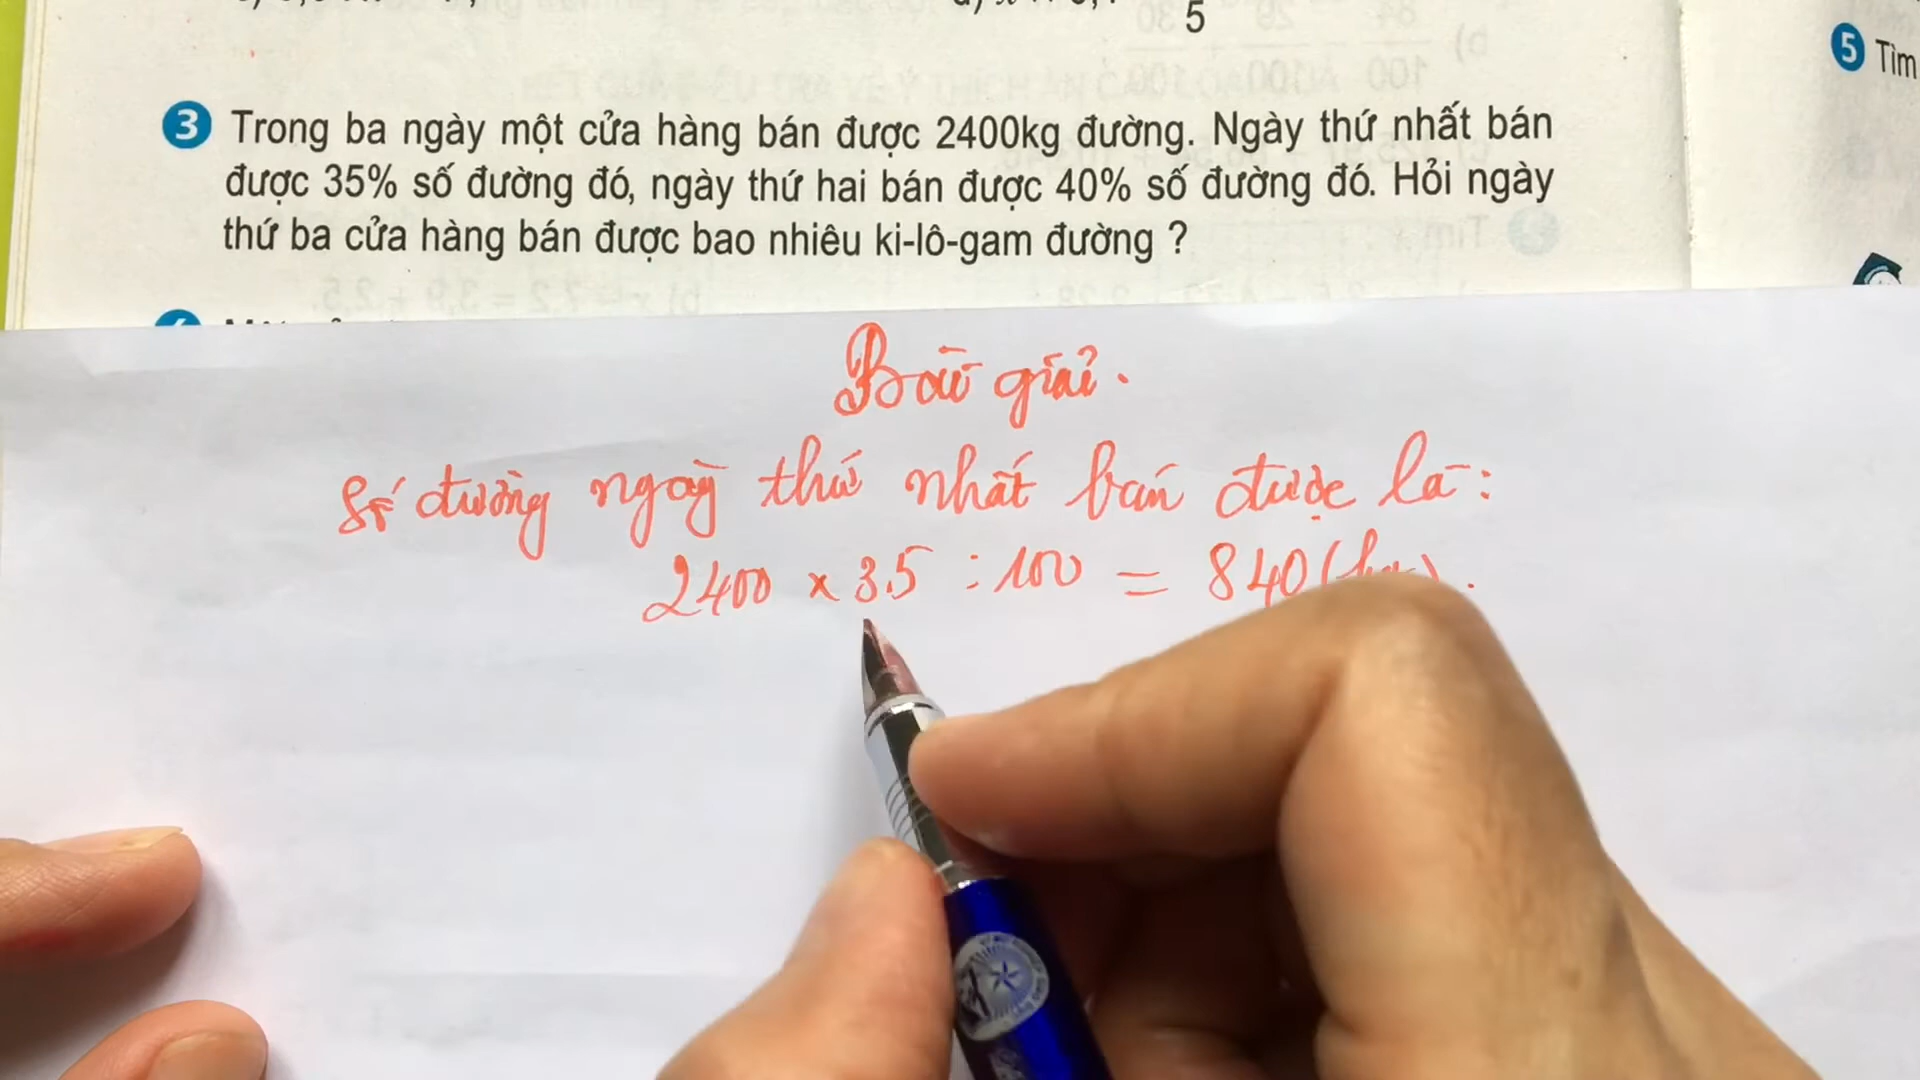 5
5 Tìm
3 Trong ba ngày một cửa hàng bán được 2400kg đường. Ngày thứ nhất bán
được 35% số đường đó, ngày thứ hai bán được 40% số đường đó. Hỏi ngày
thứ ba cửa hàng bán được bao nhiêu ki-lô-gam đường ?
Bài giải.
Số đường ngày thứ nhất bán được là:
2400 x 35 : 100 = 840 (kg).